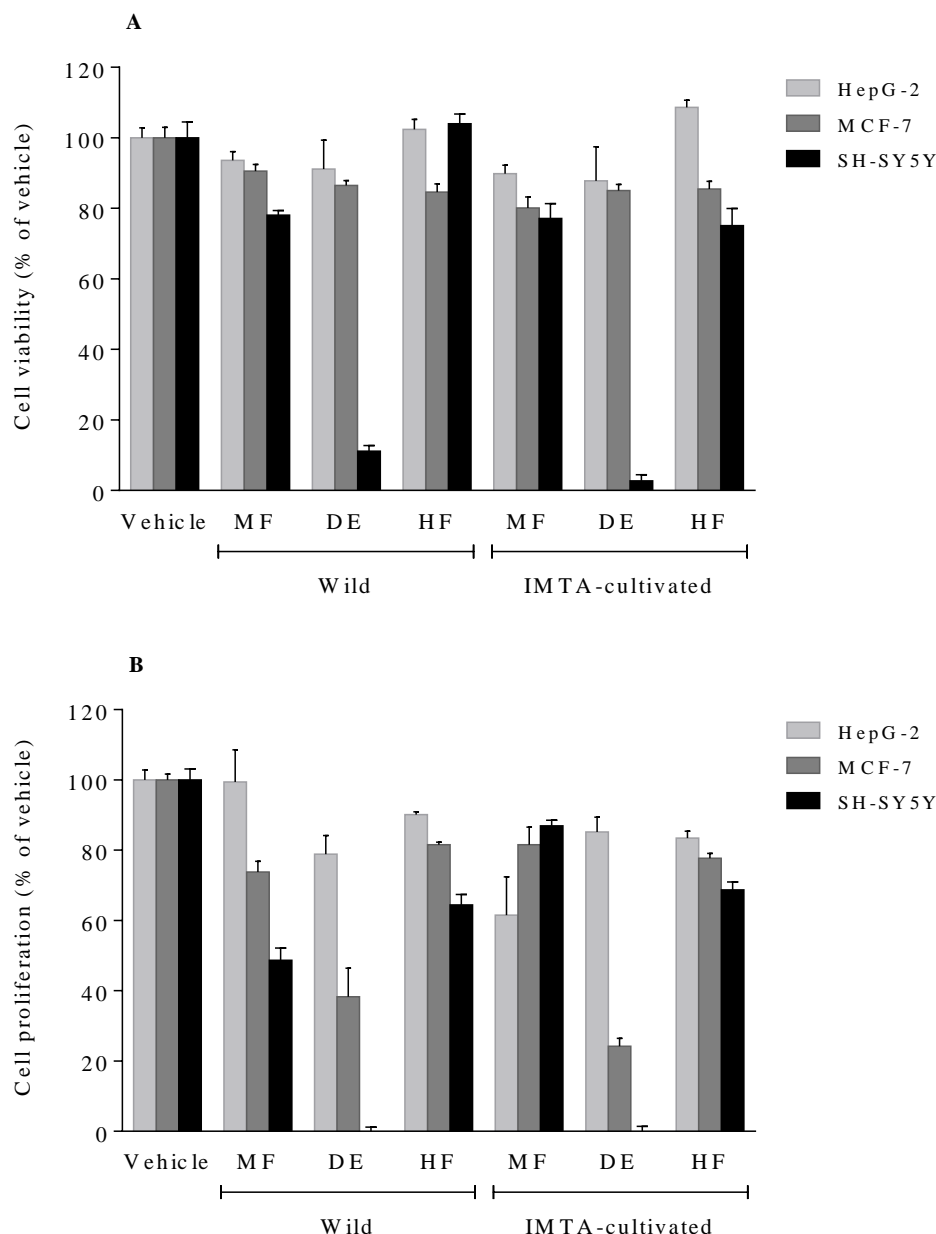 A
120
100
80
60
40
20
0
Cell viability (% of vehicle)
HepG-2
MCF-7
SH-SY5Y
Vehicle MF DE HF MF DE HF
Wild IMTA-cultivated
B
120
100
80
60
40
20
0
Cell proliferation (% of vehicle)
HepG-2
MCF-7
SH-SY5Y
Vehicle MF DE HF MF DE HF
Wild IMTA-cultivated